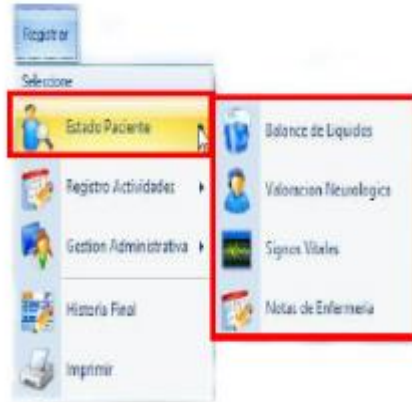 Registrar
Seleccione
Estado Paciente
Registro Actividades
Gestion Administrativa
Historia Final
Imprimir
Balance de Liquidos
Valoracion Neurologica
Signos Vitales
Notas de Enfermeria